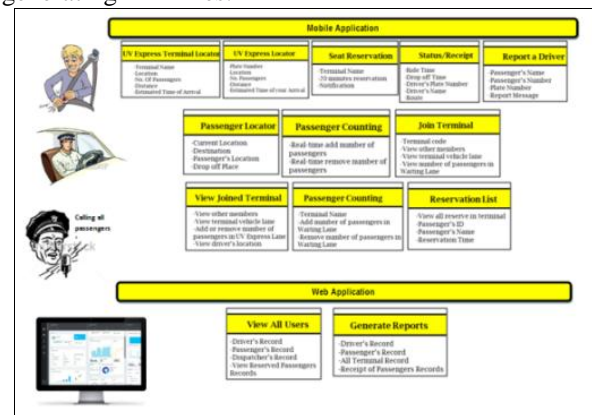 Mobile Application
UV Express Terminal Locator
-Terminal Name
-Location
-No. Of Passengers
-Distance
-Estimated Time of Arrival
UV Express Locator
-Plate Number
-Location
-No. Passengers
-Distance
-Estimated Time of your Arrival
Seat Reservation
-Terminal Name
-20 minutes reservation
-Notification
Status/Receipt
-Ride Time
-Drop off Time
-Driver's Plate Number
-Driver's Name
-Route
Report a Driver
-Passenger's Name
-Passenger's Number
-Plate Number
-Report Message
Passenger Locator
-Current Location
-Destination
-Passenger's Location
-Drop off Place
Passenger Counting
-Real-time add number of
passengers
-Real-time remove number of
passengers
Join Terminal
-Terminal code
-View other members
-View terminal vehicle lane
-View number of passengers in
Waiting Lane
Calling all
passengers
View Joined Terminal
-View other members
-View terminal vehicle lane
-Add or remove number of
passengers in UV Express Lane
-View driver's location
Passenger Counting
-Terminal Name
-Add number of passengers in
Waiting Lane
-Remove number of passengers in
Waiting Lane
Reservation List
-View all reserve in terminal
-Passenger's ID
-Passenger's Name
-Reservation Time
Web Application
View All Users
-Driver's Record
-Passenger's Record
-Dispatcher's Record
-View Reserved Passengers
Records
Generate Reports
-Driver's Record
-Passenger's Record
-All Terminal Record
-Receipt of Passengers Records